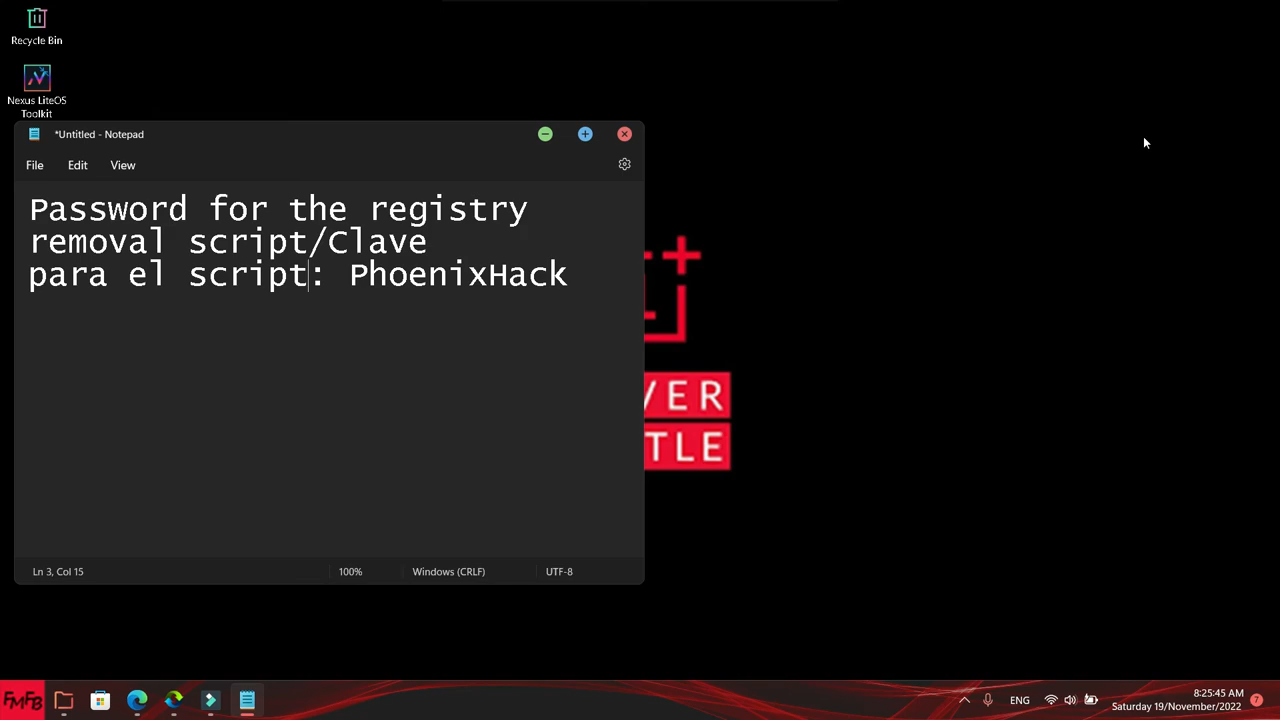 Recycle Bin
Nexus LiteOS
Toolkit
*Untitled - Notepad
File Edit View
Password for the registry
removal script/Clave
para el script: PhoenixHack
VER
TLE
Ln 3, Col 15 100% Windows (CRLF) UTF-8
FMFB
ENG
8:25:45 AM
Saturday 19/November/2022
7